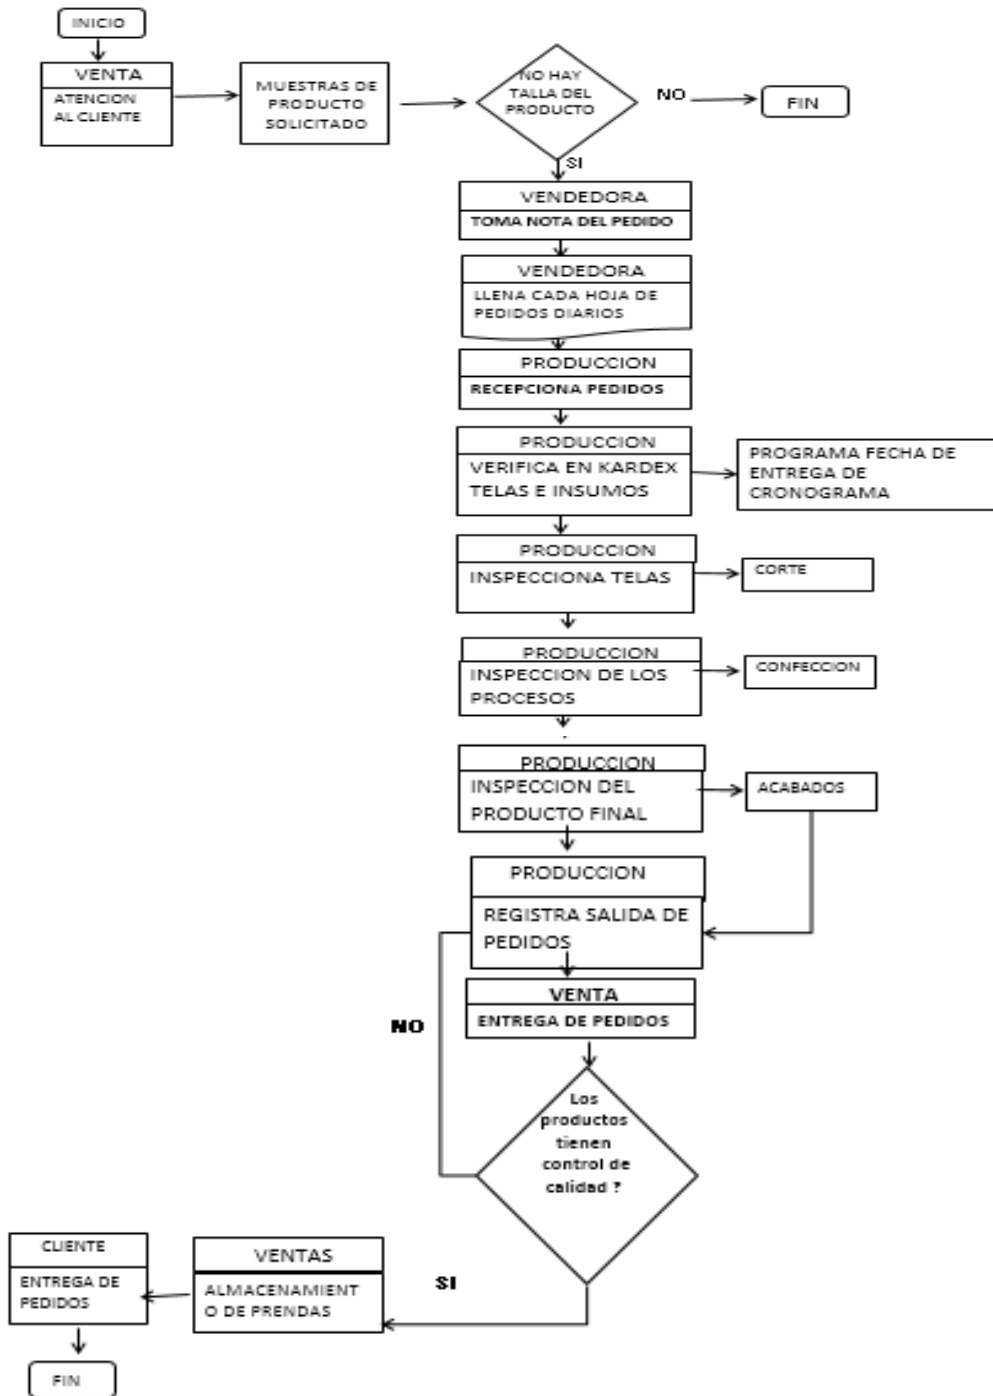 INICIO
VENTA
ATENCION
AL CLIENTE
MUESTRAS DE
PRODUCTO
SOLICITADO
NO HAY
TALLA DEL
PRODUCTO
NO
FIN
SI
VENDEDORA
TOMA NOTA DEL PEDIDO
VENDEDORA
LLENA CADA HOJA DE
PEDIDOS DIARIOS
PRODUCCION
RECEPCIONA PEDIDOS
PRODUCCION
VERIFICA EN KARDEX
TELAS E INSUMOS
PROGRAMA FECHA DE
ENTREGA DE
CRONOGRAMA
PRODUCCION
INSPECCIONA TELAS
CORTE
PRODUCCION
INSPECCION DE LOS
PROCESOS
CONFECCION
PRODUCCION
INSPECCION DEL
PRODUCTO FINAL
ACABADOS
PRODUCCION
REGISTRA SALIDA DE
PEDIDOS
VENTA
ENTREGA DE PEDIDOS
NO
Los
productos
tienen
control de
calidad ?
SI
VENTAS
ALMACENAMIENT
O DE PRENDAS
CLIENTE
ENTREGA DE
PEDIDOS
FIN